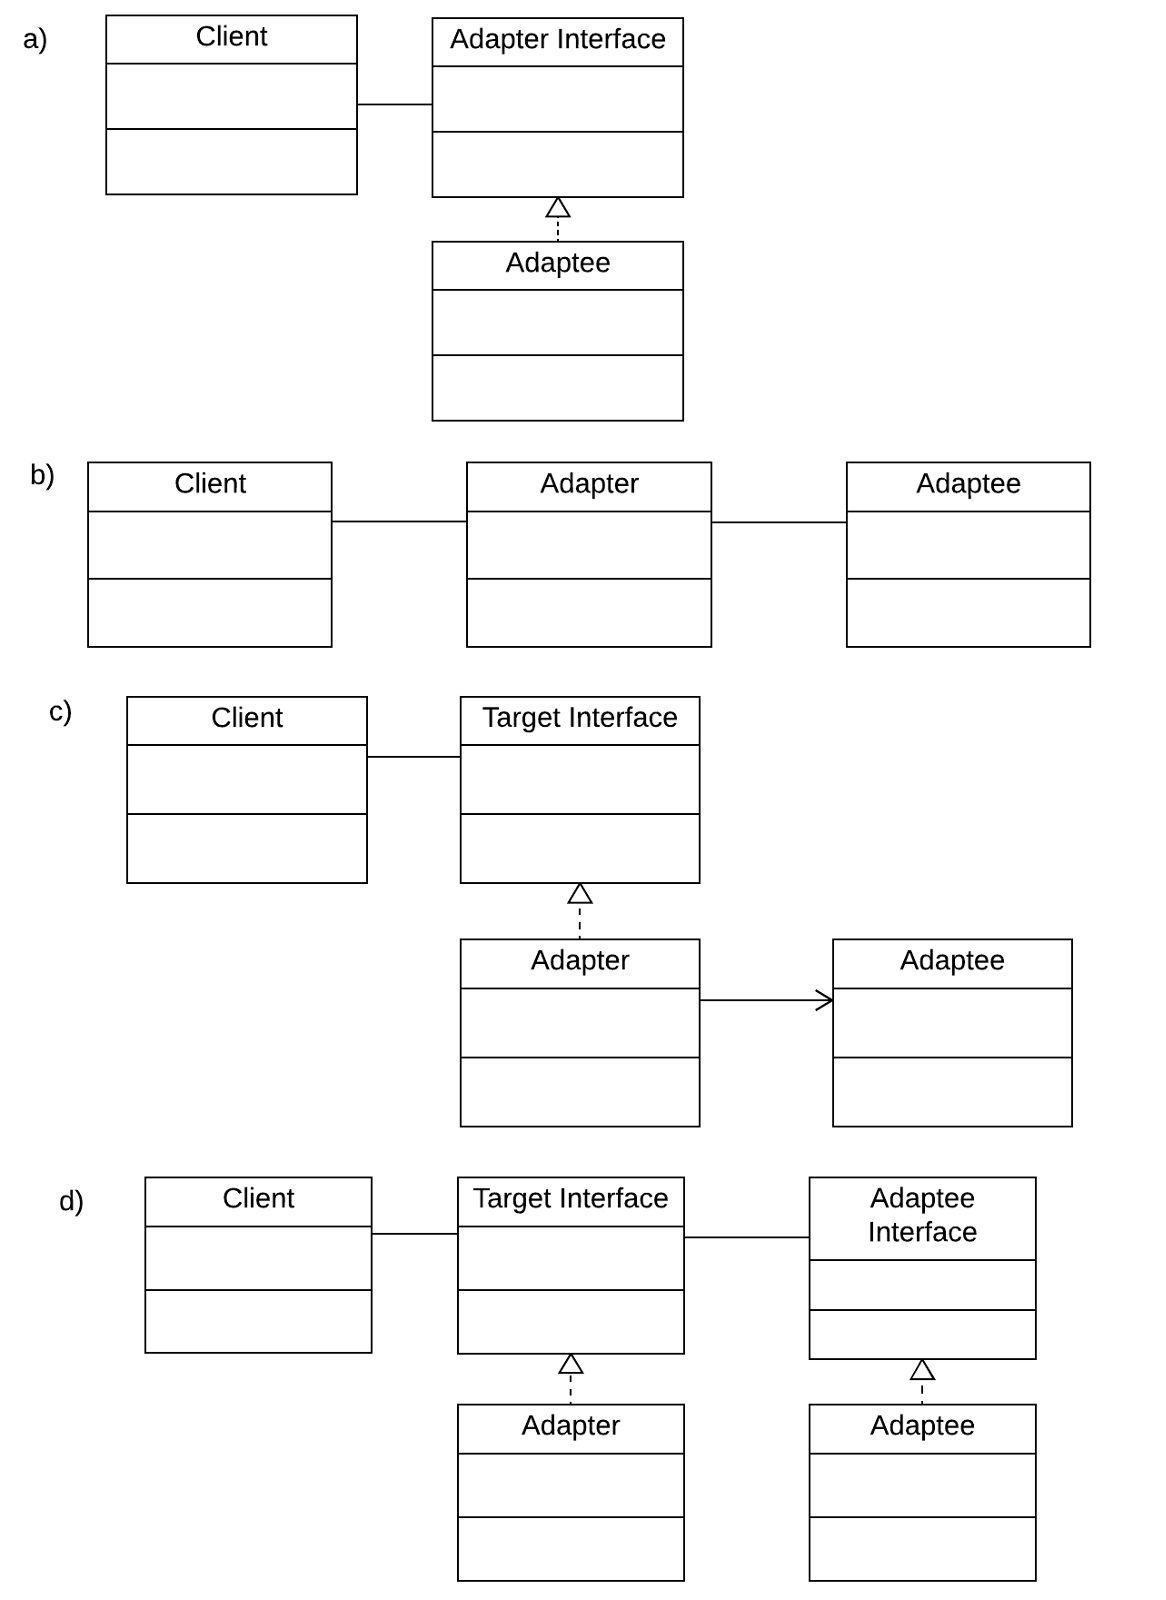 a)
Client
Adapter Interface
Adaptee
b)
Client
Adapter
Adaptee
c)
Client
Target Interface
Adapter
Adaptee
d)
Client
Target Interface
Adaptee
Interface
Adapter
Adaptee